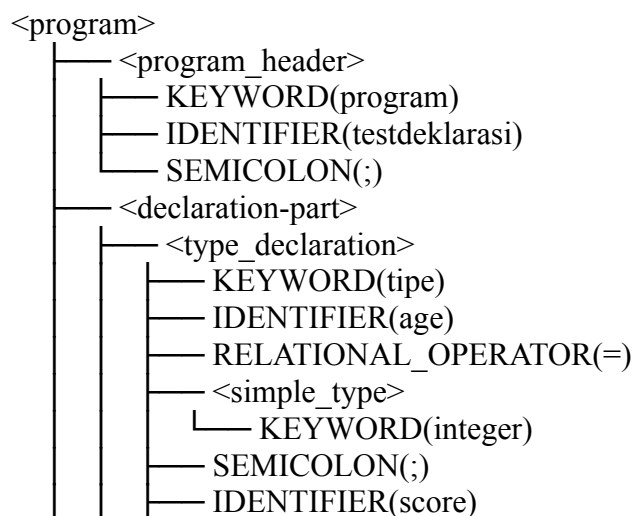 <program>
<program_header>
KEYWORD(program)
IDENTIFIER(testdeklarasi)
SEMICOLON(;)
<declaration-part>
<type_declaration>
KEYWORD(tipe)
IDENTIFIER(age)
RELATIONAL_OPERATOR(=)
<simple_type>
KEYWORD(integer)
SEMICOLON(;)
IDENTIFIER(score)